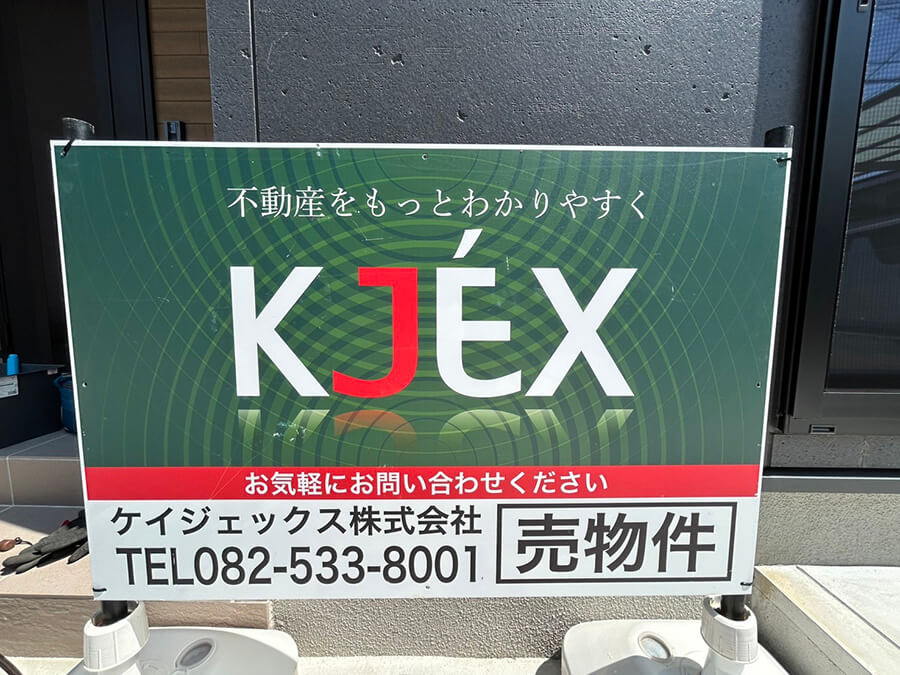 不動産をもっとわかりやすく
KJÉX
お気軽にお問い合わせください
ケイジェックス株式会社
TEL082-533-8001
売物件